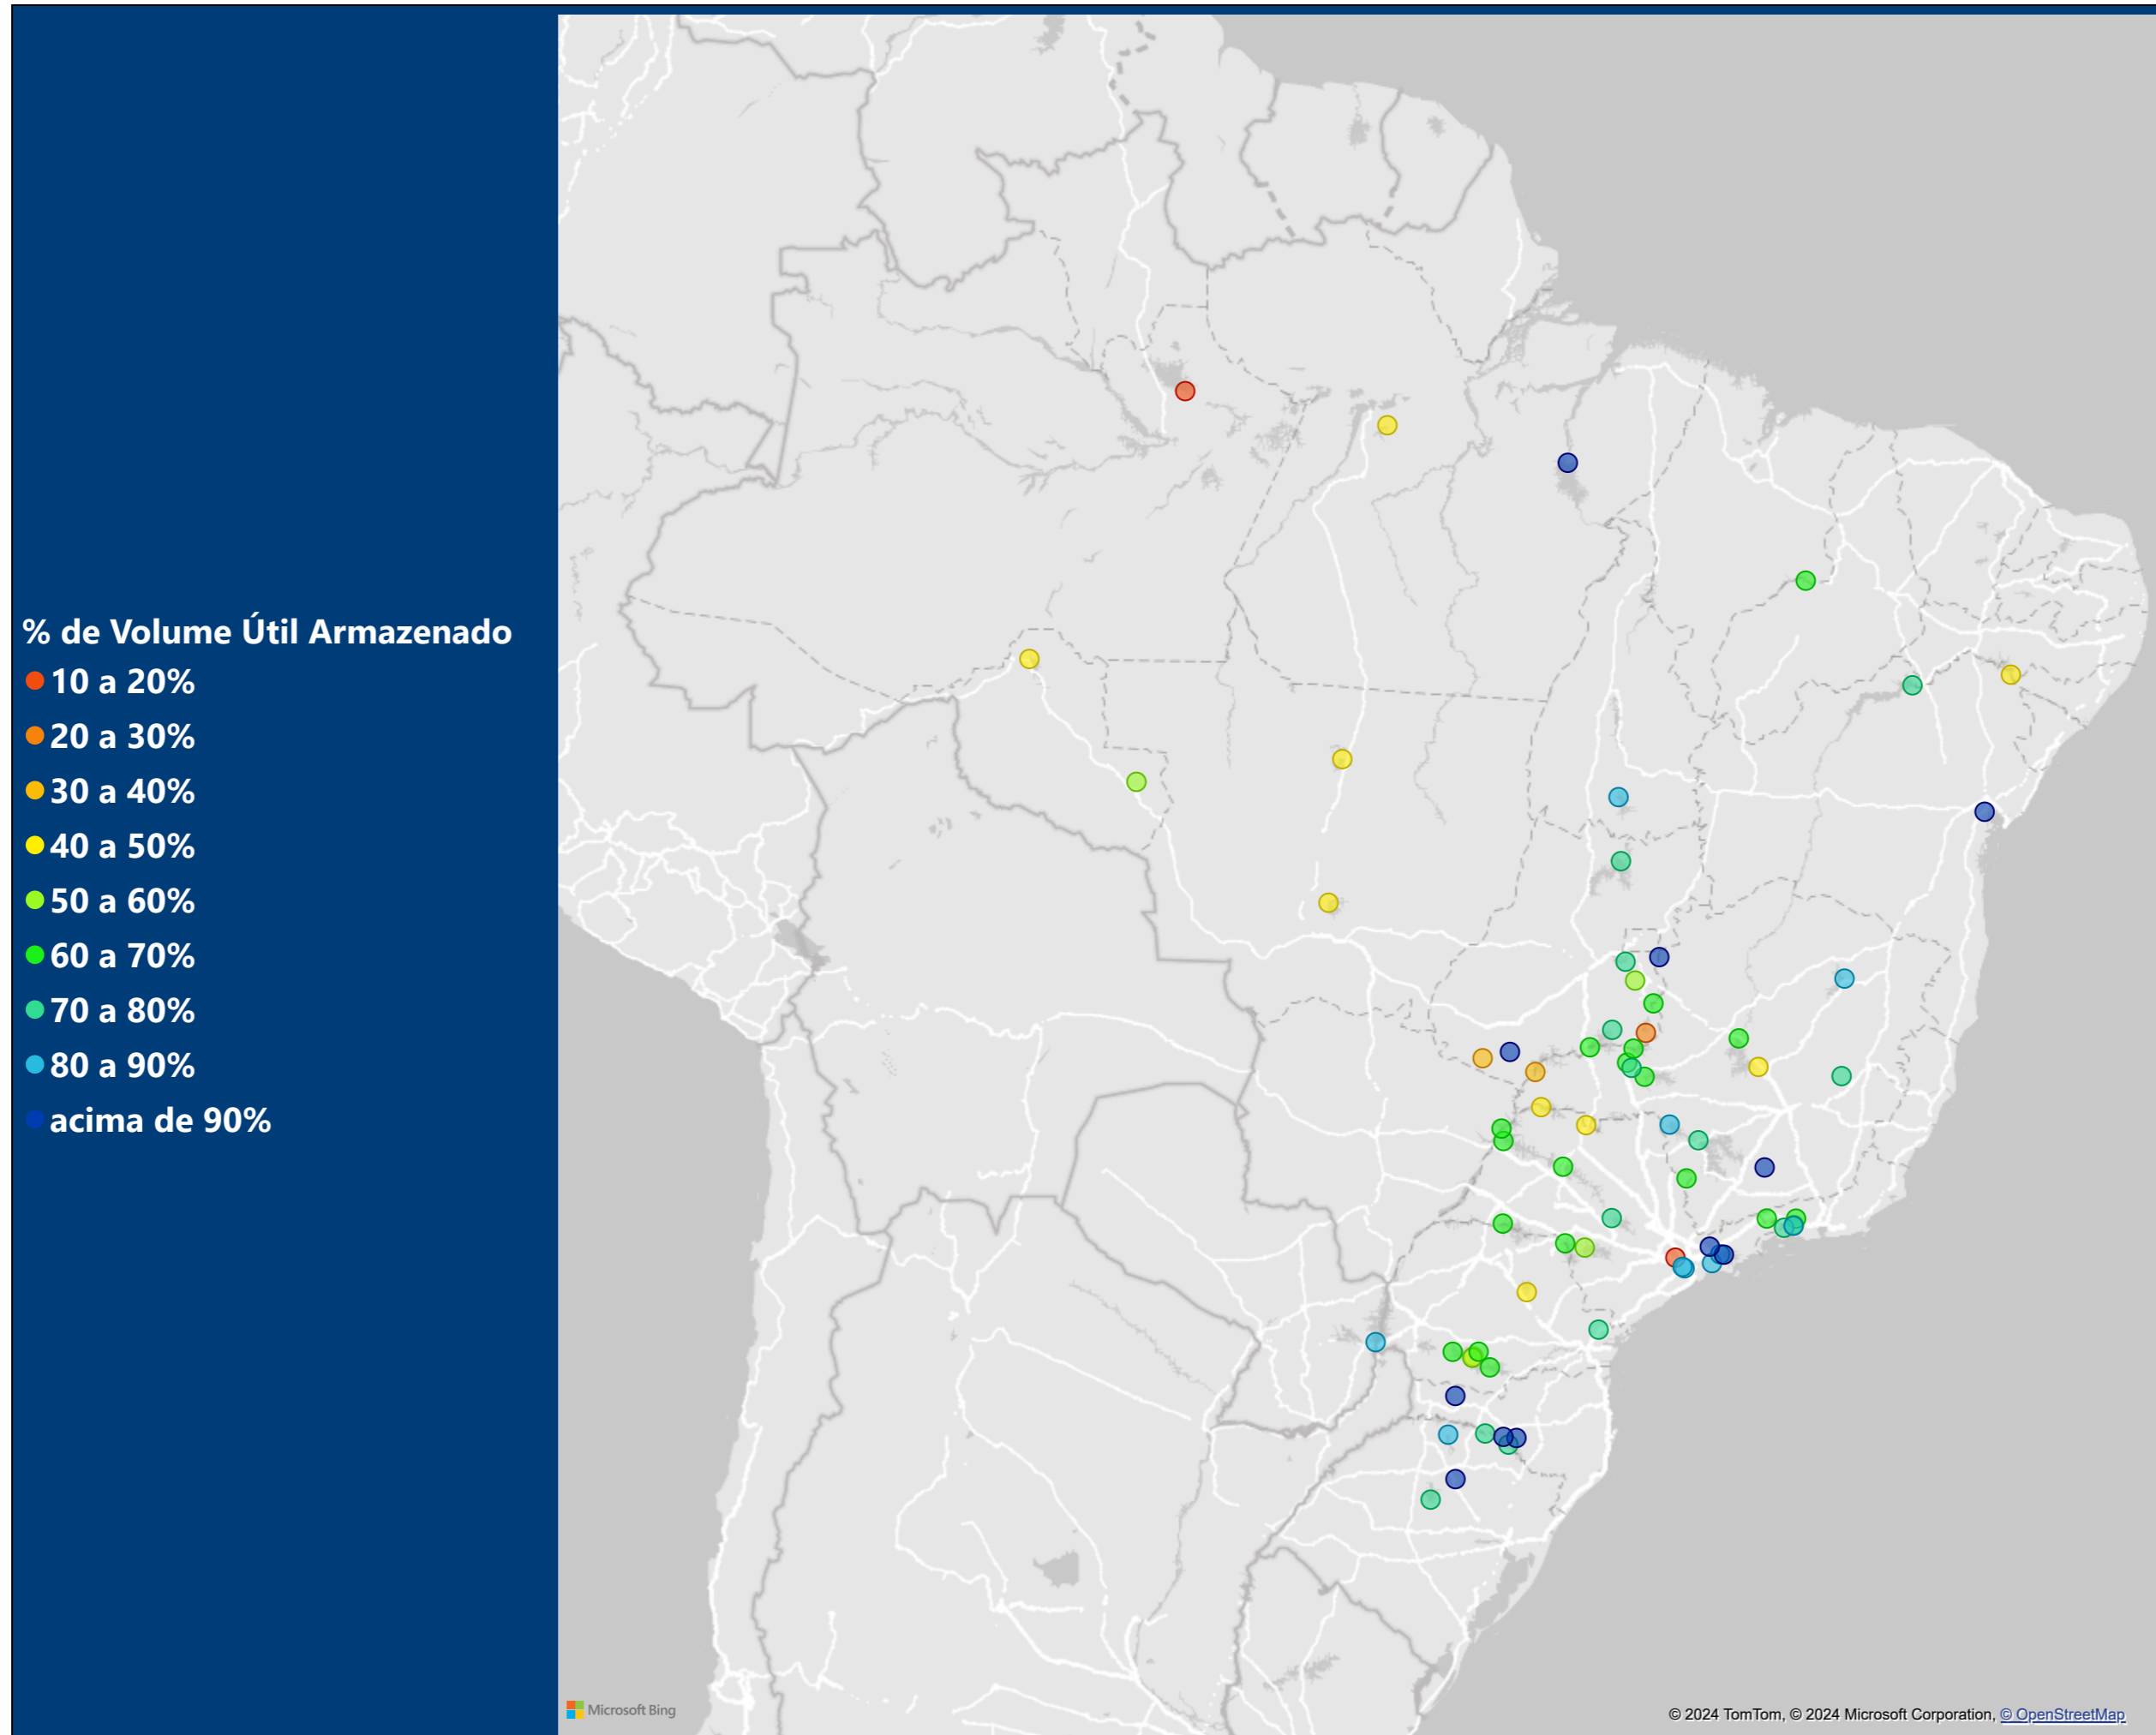 % de Volume Útil Armazenado
10 a 20%
20 a 30%
30 a 40%
40 a 50%
50 a 60%
60 a 70%
70 a 80%
80 a 90%
acima de 90%
Microsoft Bing
© 2024 TomTom, © 2024 Microsoft Corporation, © OpenStreetMap